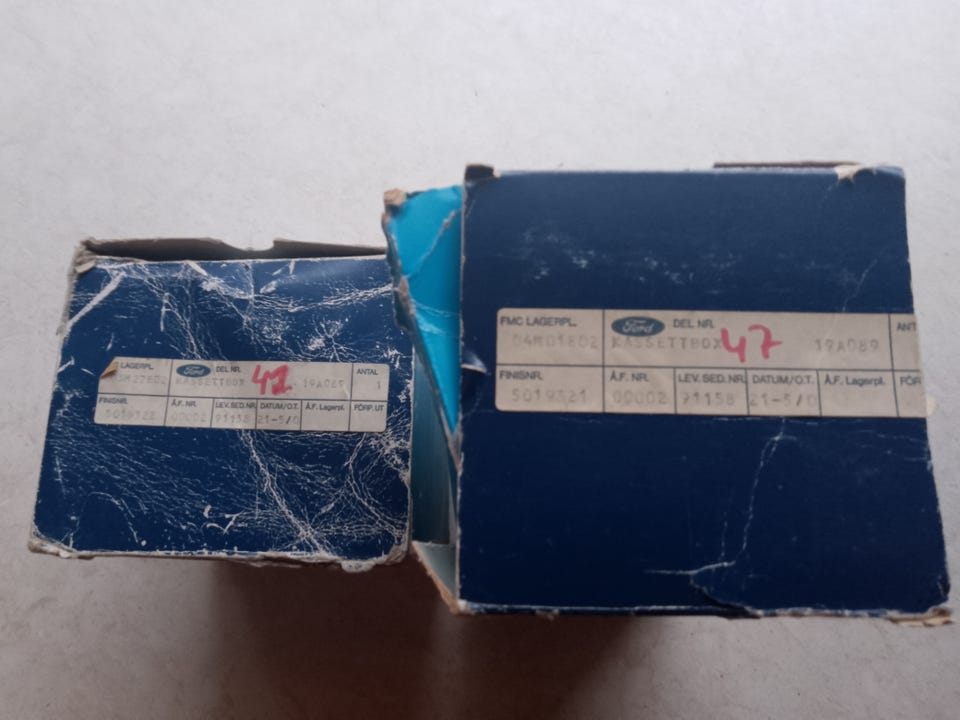 LAGERPL.
Ford
DEL NR.
ANTAL
KASSETTBOX
19A089
1
FINISNR.
Å.F. NR.
LEV.SED.NR.
DATUM/O.T.
Å.F. Lagerpl.
FÖRP. UT
5019322
00002
91158
21-5/0
FMC LAGERPL.
Ford
DEL NR.
04M01E02
KASSETTBOX
47
19A089
FINISNR.
Å.F. NR.
LEV.SED.NR.
DATUM/O.T.
Å.F. Lagerpl.
5019321
00002
91158
21-5/0